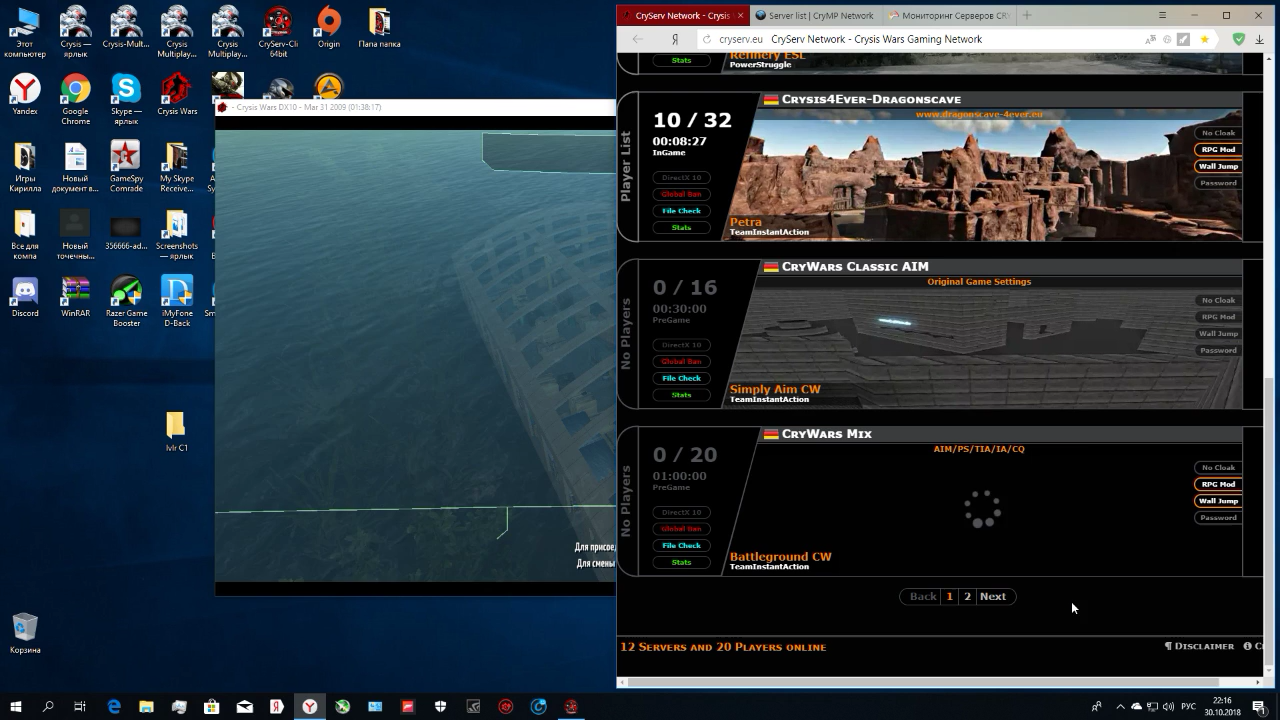 Этот компьютер
Crysis —
Crysis-Mult...
Crysis Multiplay...
Crysis Multiplay...
CryServ-Cli 64bit
Origin
Папа папка
Yandex
Google Chrome
Skype — ярлык
Crysis Wars
Игры Кирилла
Новый документ в...
GameSpy Comrade
My Skype Receive...
Все для компа
Новый точечны...
356666-ad...
Screenshots — ярлык
Discord
WinRAR
Razer Game Booster
iMyFone D-Back
lvlr C1
Корзина
- Crysis Wars DX10 - Mar 31 2009 (01:38:17)
Для присое
Для смены
CryServ Network - Crysis
Server list | CryMP Network
Мониторинг Серверов CR
cryserv.eu CryServ Network - Crysis Wars Gaming Network
Stats
Refinery ESL
PowerStruggle
Player List
Crysis4Ever-Dragonscave
10 / 32
www.dragonscave-4ever.eu
00:08:27
InGame
No Cloak
RPG Mod
Wall Jump
Password
DirectX 10
Global Ban
File Check
Stats
Petra
TeamInstantAction
No Players
CryWars Classic AIM
0 / 16
Original Game Settings
00:30:00
PreGame
No Cloak
RPG Mod
Wall Jump
Password
DirectX 10
Global Ban
File Check
Stats
Simply Aim CW
TeamInstantAction
No Players
CryWars Mix
0 / 20
AIM/PS/TIA/IA/CQ
01:00:00
PreGame
No Cloak
RPG Mod
Wall Jump
Password
DirectX 10
Global Ban
File Check
Stats
Battleground CW
TeamInstantAction
Back 1 2 Next
12 Servers and 20 Players online
Disclaimer
РУС
22:16
30.10.2018